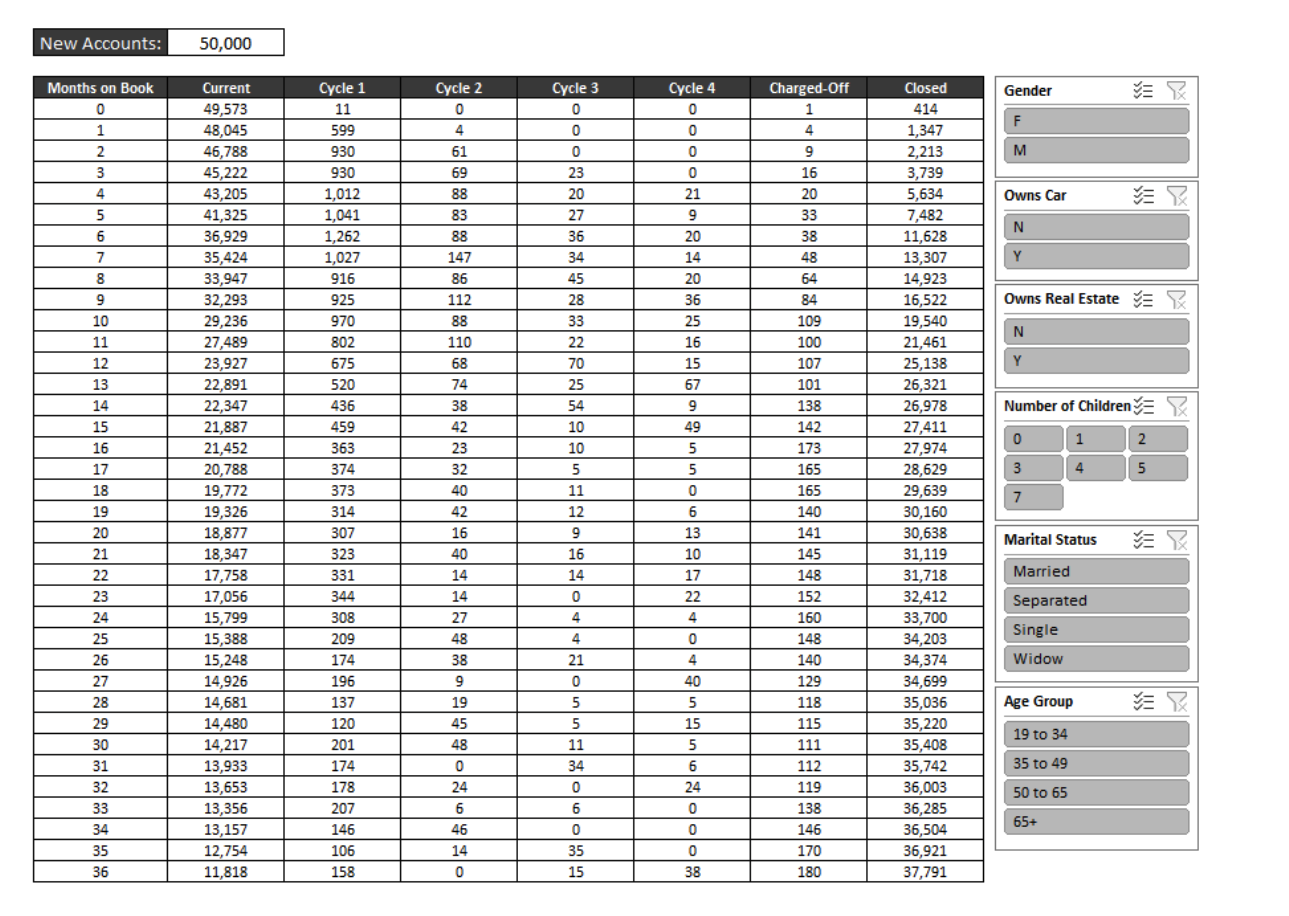 New Accounts: 50,000
Months on Book Current Cycle 1 Cycle 2 Cycle 3 Cycle 4 Charged-Off Closed
0 49,573 11 0 0 0 1 414
1 48,045 599 4 0 0 4 1,347
2 46,788 930 61 0 0 9 2,213
3 45,222 930 69 23 0 16 3,739
4 43,205 1,012 88 20 21 20 5,634
5 41,325 1,041 83 27 9 33 7,482
6 36,929 1,262 88 36 20 38 11,628
7 35,424 1,027 147 34 14 48 13,307
8 33,947 916 86 45 20 64 14,923
9 32,293 925 112 28 36 84 16,522
10 29,236 970 88 33 25 109 19,540
11 27,489 802 110 22 16 100 21,461
12 23,927 675 68 70 15 107 25,138
13 22,891 520 74 25 67 101 26,321
14 22,347 436 38 54 9 138 26,978
15 21,887 459 42 10 49 142 27,411
16 21,452 363 23 10 5 173 27,974
17 20,788 374 32 5 5 165 28,629
18 19,772 373 40 11 0 165 29,639
19 19,326 314 42 12 6 140 30,160
20 18,877 307 16 9 13 141 30,638
21 18,347 323 40 16 10 145 31,119
22 17,758 331 14 14 17 148 31,718
23 17,056 344 14 0 22 152 32,412
24 15,799 308 27 4 4 160 33,700
25 15,388 209 48 4 0 148 34,203
26 15,248 174 38 21 4 140 34,374
27 14,926 196 9 0 40 129 34,699
28 14,681 137 19 5 5 118 35,036
29 14,480 120 45 5 15 115 35,220
30 14,217 201 48 11 5 111 35,408
31 13,933 174 0 34 6 112 35,742
32 13,653 178 24 0 24 119 36,003
33 13,356 207 6 6 0 138 36,285
34 13,157 146 46 0 0 146 36,504
35 12,754 106 14 35 0 170 36,921
36 11,818 158 0 15 38 180 37,791
Gender
F
M
Owns Car
N
Y
Owns Real Estate
N
Y
Number of Children
0 1 2
3 4 5
7
Marital Status
Married
Separated
Single
Widow
Age Group
19 to 34
35 to 49
50 to 65
65+